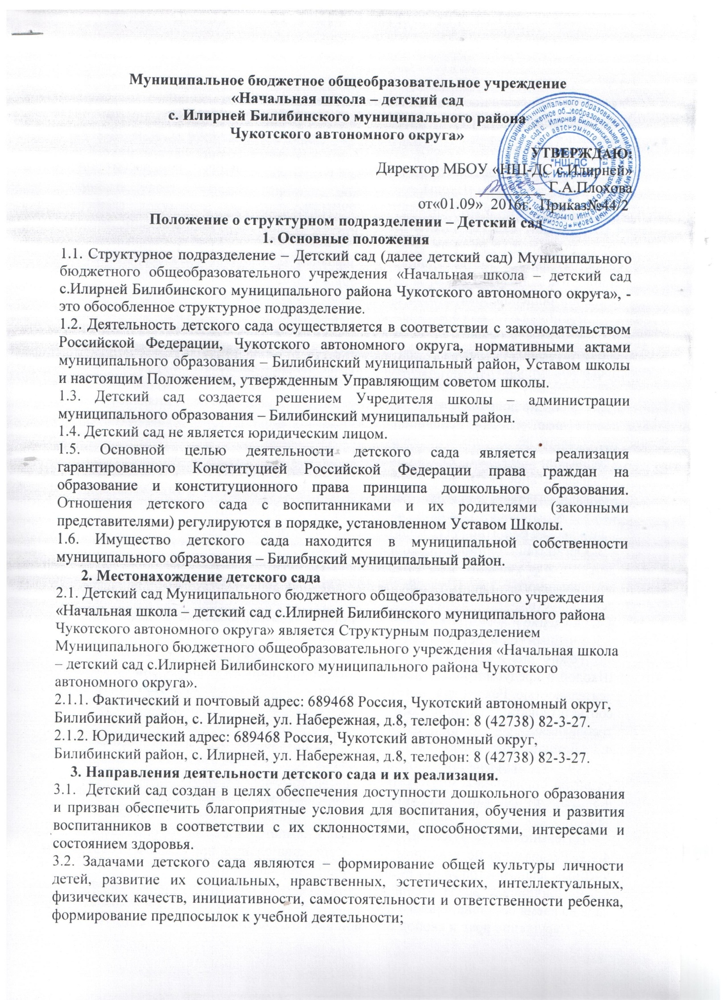 Муниципальное бюджетное общеобразовательное учреждение
«Начальная школа – детский сад
с. Илирней Билибинского муниципального района
Чукотского автономного округа»
УТВЕРЖДАЮ:
Директор МБОУ «НШ-ДС с.Илирней»
Г.А.Плохова
от«01.09» 2016г. Приказ№44/2
"НШ-ДС
с. Илирней"
Положение о структурном подразделении – Детский сад
1. Основные положения
1.1. Структурное подразделение – Детский сад (далее детский сад) Муниципального
бюджетного общеобразовательного учреждения «Начальная школа – детский сад
с.Илирней Билибинского муниципального района Чукотского автономного округа», -
это обособленное структурное подразделение.
1.2. Деятельность детского сада осуществляется в соответствии с законодательством
Российской Федерации, Чукотского автономного округа, нормативными актами
муниципального образования – Билибинский муниципальный район, Уставом школы
и настоящим Положением, утвержденным Управляющим советом школы.
1.3. Детский сад создается решением Учредителя школы – администрации
муниципального образования – Билибинский муниципальный район.
1.4. Детский сад не является юридическим лицом.
1.5. Основной целью деятельности детского сада является реализация
гарантированного Конституцией Российской Федерации права граждан на
образование и конституционного права принципа дошкольного образования.
Отношения детского сада с воспитанниками и их родителями (законными
представителями) регулируются в порядке, установленном Уставом Школы.
1.6. Имущество детского сада находится в муниципальной собственности
муниципального образования – Билибнский муниципальный район.
2. Местонахождение детского сада
2.1. Детский сад Муниципального бюджетного общеобразовательного учреждения
«Начальная школа – детский сад с.Илирней Билибинского муниципального района
Чукотского автономного округа» является Структурным подразделением
Муниципального бюджетного общеобразовательного учреждения «Начальная школа
– детский сад с.Илирней Билибинского муниципального района Чукотского
автономного округа».
2.1.1. Фактический и почтовый адрес: 689468 Россия, Чукотский автономный округ,
Билибинский район, с. Илирней, ул. Набережная, д.8, телефон: 8 (42738) 82-3-27.
2.1.2. Юридический адрес: 689468 Россия, Чукотский автономный округ,
Билибинский район, с. Илирней, ул. Набережная, д.8, телефон: 8 (42738) 82-3-27.
3. Направления деятельности детского сада и их реализация.
3.1. Детский сад создан в целях обеспечения доступности дошкольного образования
и призван обеспечить благоприятные условия для воспитания, обучения и развития
воспитанников в соответствии с их склонностями, способностями, интересами и
состоянием здоровья.
3.2. Задачами детского сада являются – формирование общей культуры личности
детей, развитие их социальных, нравственных, эстетических, интеллектуальных,
физических качеств, инициативности, самостоятельности и ответственности ребенка,
формирование предпосылок к учебной деятельности;